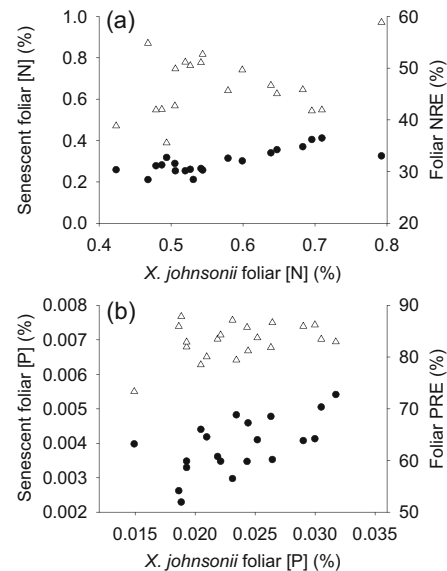 (a)
1.0
0.8
0.6
0.4
0.2
0.0
Senescent foliar [N] (%)
60
50
40
30
20
Foliar NRE (%)
0.4 0.5 0.6 0.7 0.8
X. johnsonii foliar [N] (%)
(b)
0.008
0.007
0.006
0.005
0.004
0.003
0.002
Senescent foliar [P] (%)
90
80
70
60
50
Foliar PRE (%)
0.015 0.020 0.025 0.030 0.035
X. johnsonii foliar [P] (%)